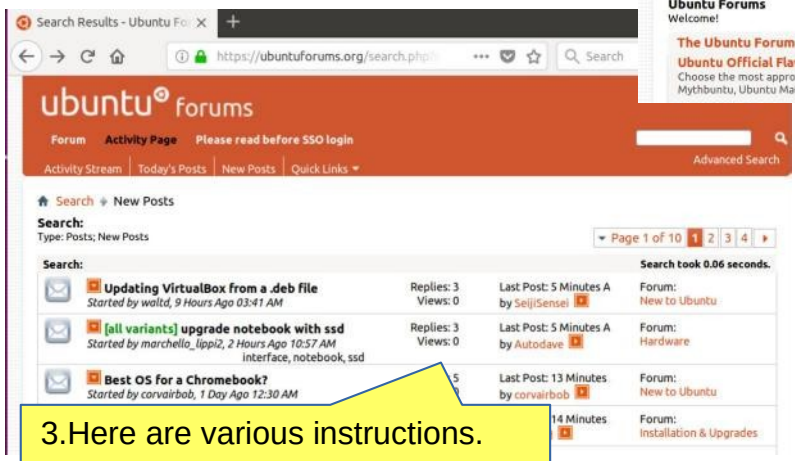 Search Results - Ubuntu Fo
https://ubuntuforums.org/search.php
Search
Ubuntu Forums
Welcome!
The Ubuntu Forum
Ubuntu Official Fla
Choose the most appro
Mythbuntu, Ubuntu Ma
ubuntu® forums
Forum Activity Page Please read before SSO login
Activity Stream Today's Posts New Posts Quick Links
Advanced Search
Search New Posts
Search:
Type: Posts; New Posts
Page 1 of 10 1 2 3 4
Search: Search took 0.06 seconds.
Updating VirtualBox from a .deb file Replies: 3 Last Post: 5 Minutes A Forum:
Started by waltd, 9 Hours Ago 03:41 AM Views: 0 by SeijiSensei New to Ubuntu
[all variants] upgrade notebook with ssd Replies: 3 Last Post: 5 Minutes A Forum:
Started by marchello_lippi2, 2 Hours Ago 10:57 AM Views: 0 by Autodave Hardware
interface, notebook, ssd
Best OS for a Chromebook? 5 Last Post: 13 Minutes Forum:
Started by corvairbob, 1 Day Ago 12:30 AM by corvairbob New to Ubuntu
14 Minutes Forum:
Installation & Upgrades
3.Here are various instructions.